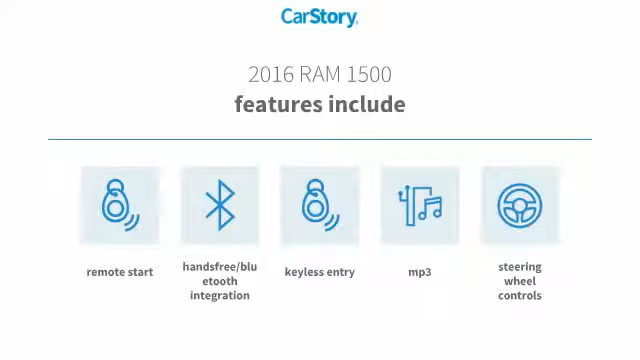 CarStory
2016 RAM 1500
features include
remote start
handsfree/blu
etooth
integration
keyless entry
mp3
steering
wheel
controls